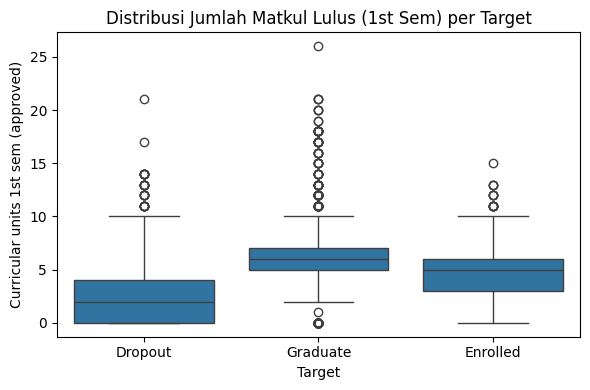 Distribusi Jumlah Matkul Lulus (1st Sem) per Target
Curricular units 1st sem (approved)
25
20
15
10
5
0
Dropout Graduate Enrolled
Target